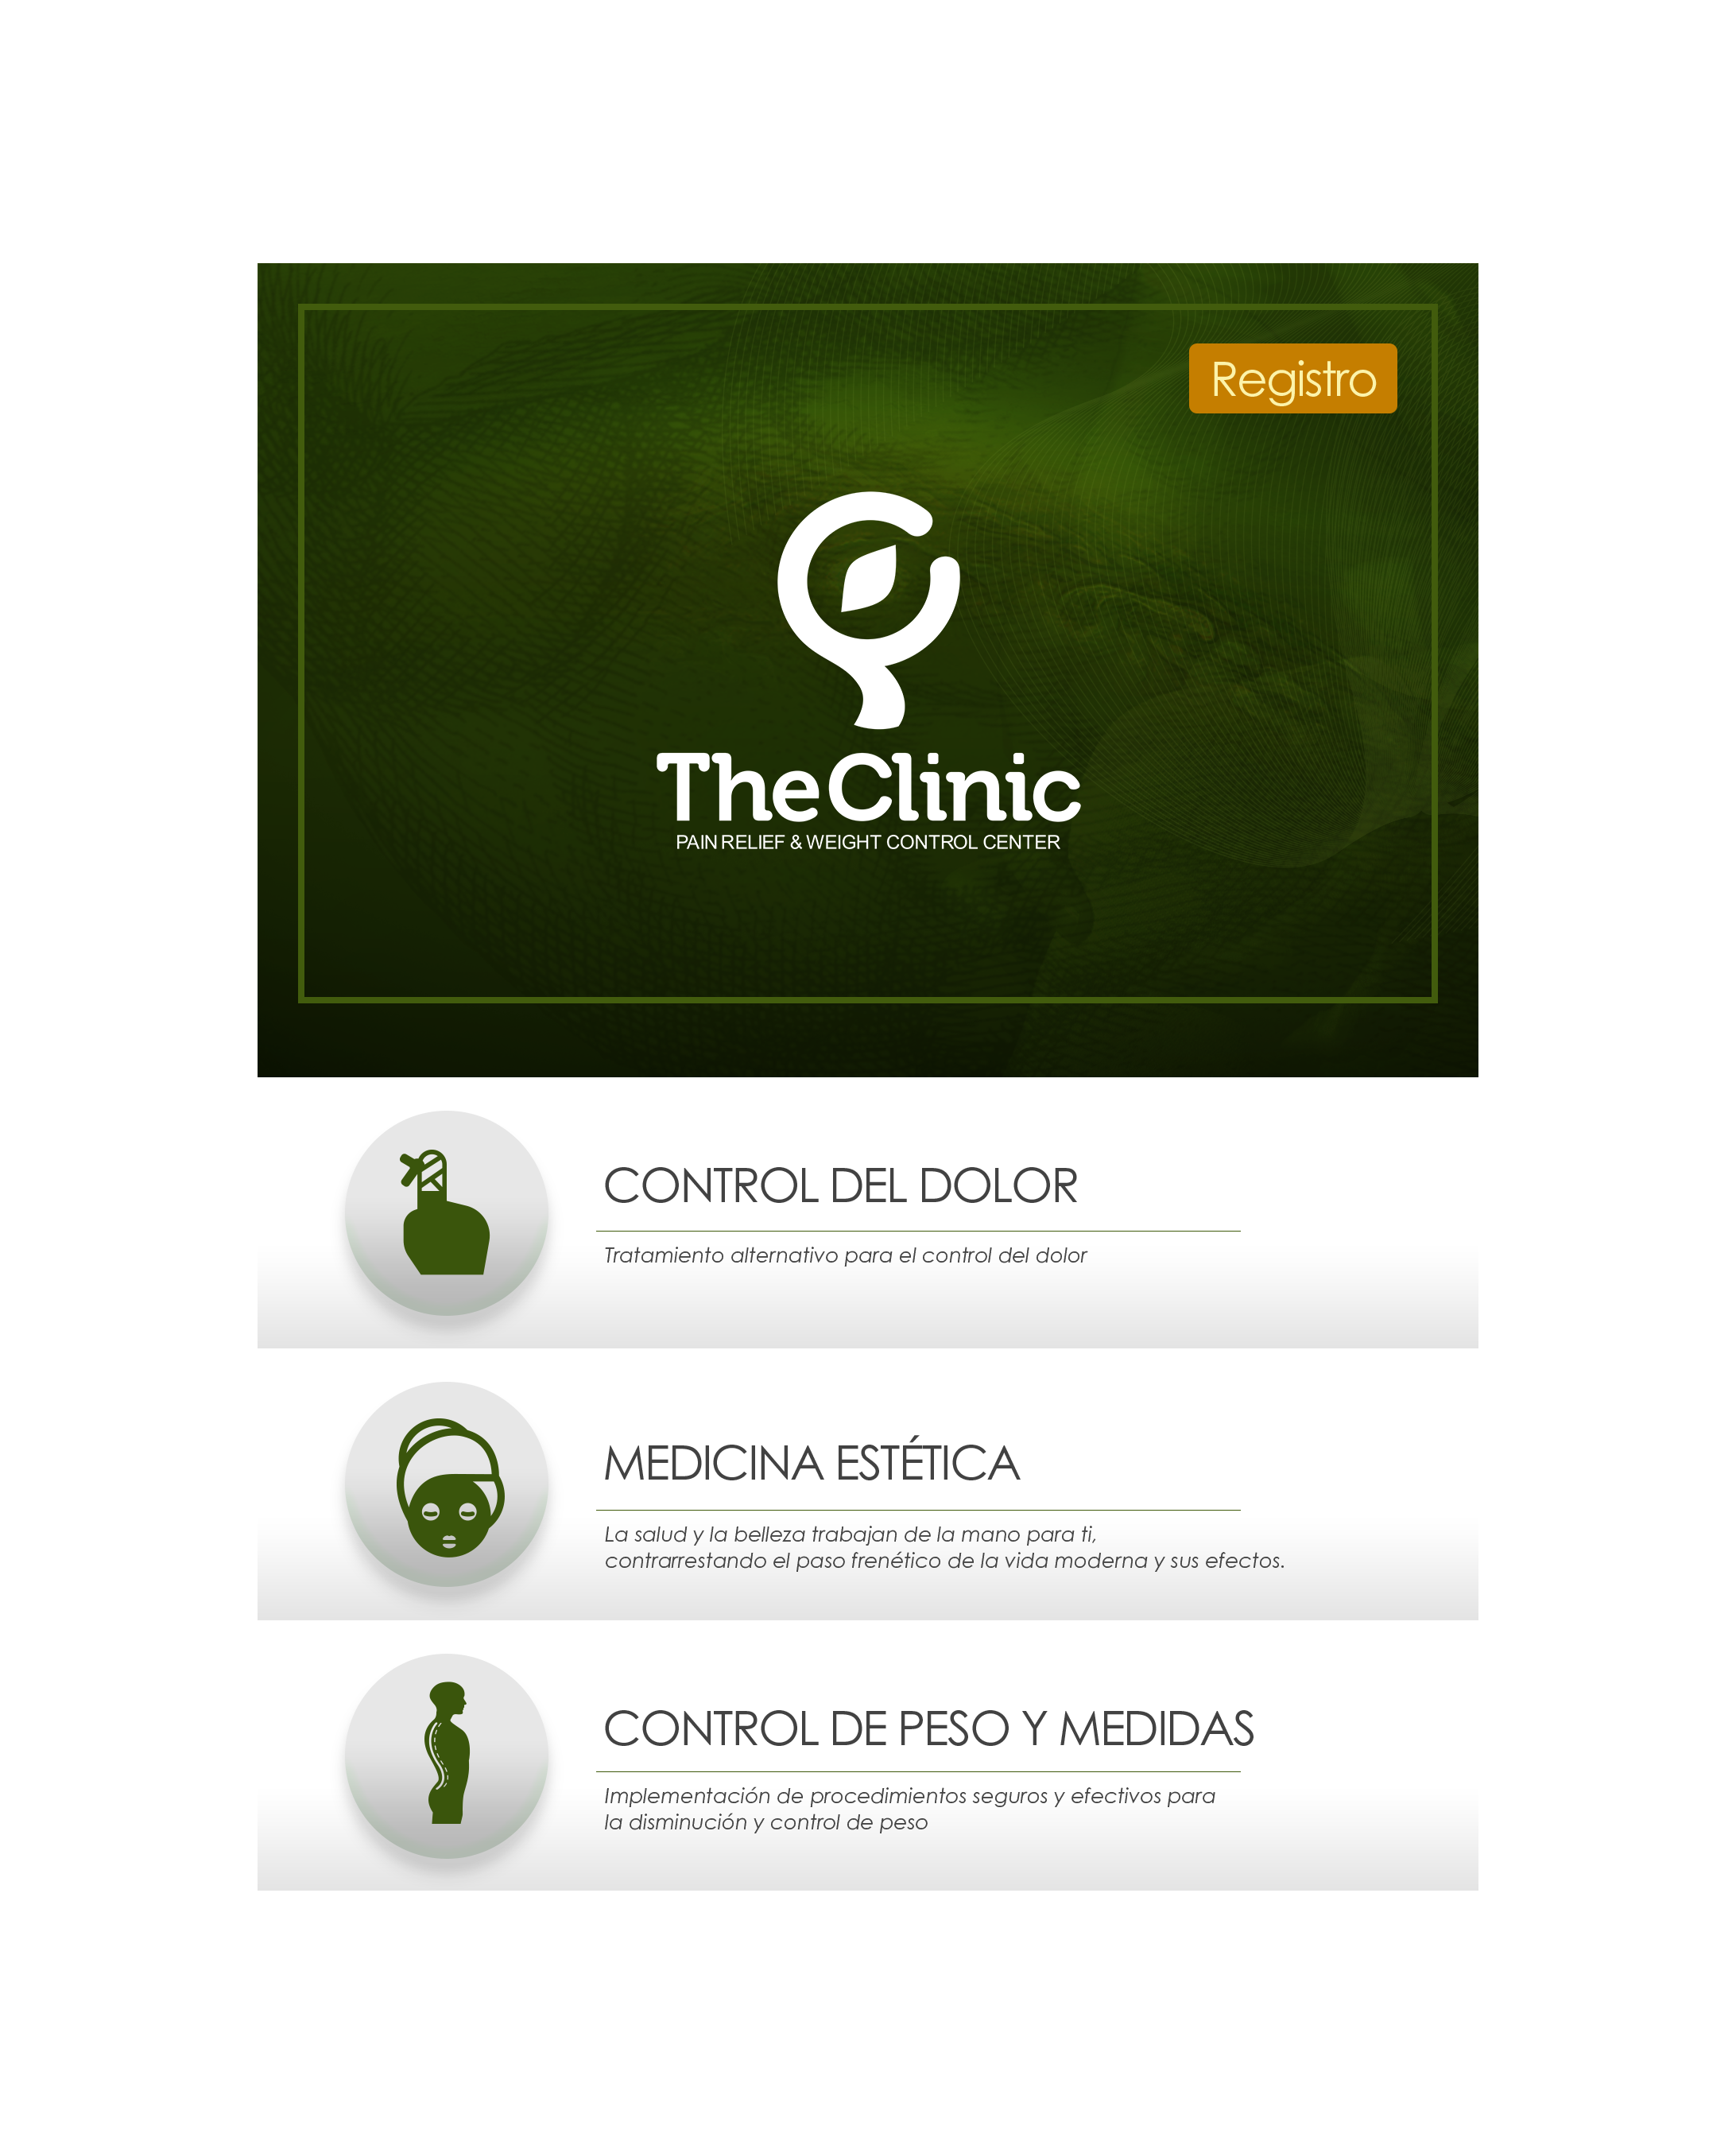 Registro
The Clinic
PAIN RELIEF & WEIGHT CONTROL CENTER
CONTROL DEL DOLOR
Tratamiento alternativo para el control del dolor
MEDICINA ESTÉTICA
La salud y la belleza trabajan de la mano para ti,
contrarrestando el paso frenético de la vida moderna y sus efectos.
CONTROL DE PESO Y MEDIDAS
Implementación de procedimientos seguros y efectivos para
la disminución y control de peso